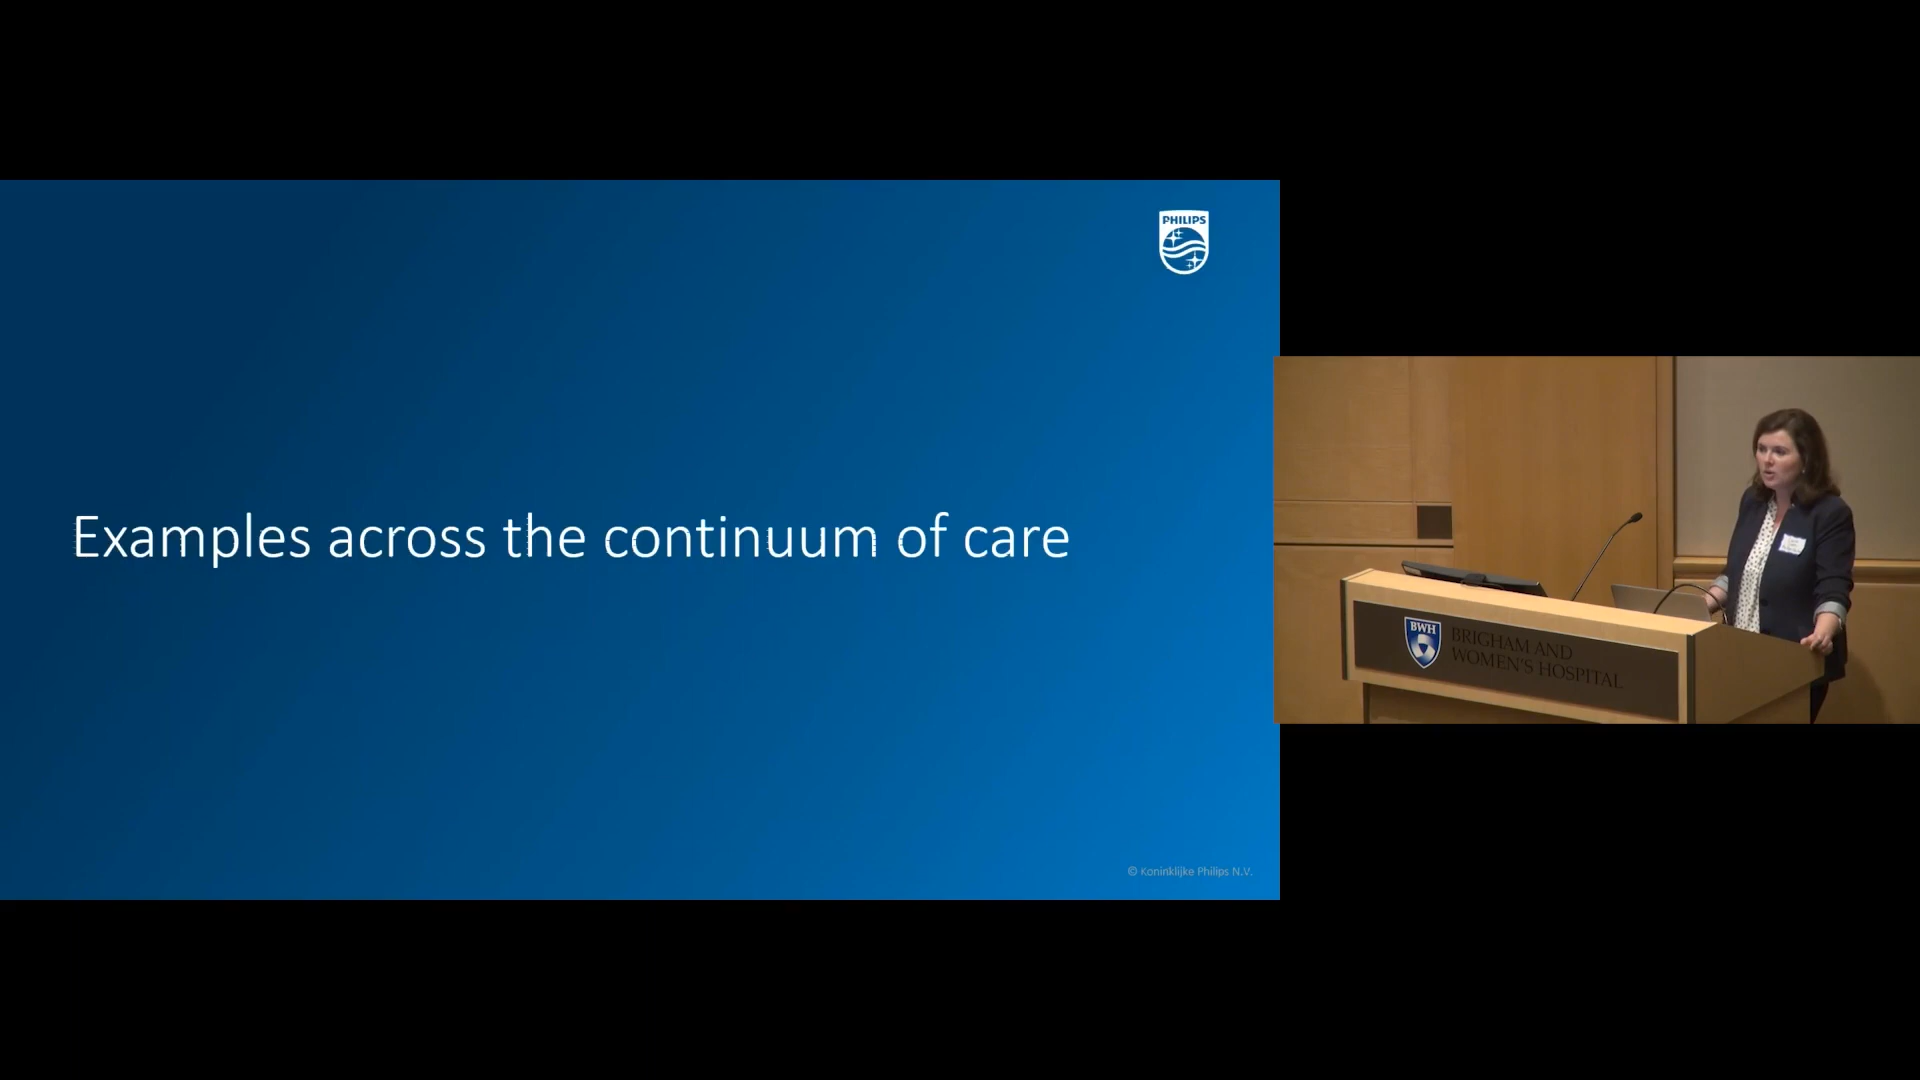 PHILIPS
Examples across the continuum of care
© Koninklijke Philips N.V.
BWH
BRIGHAM AND
WOMEN'S HOSPITAL